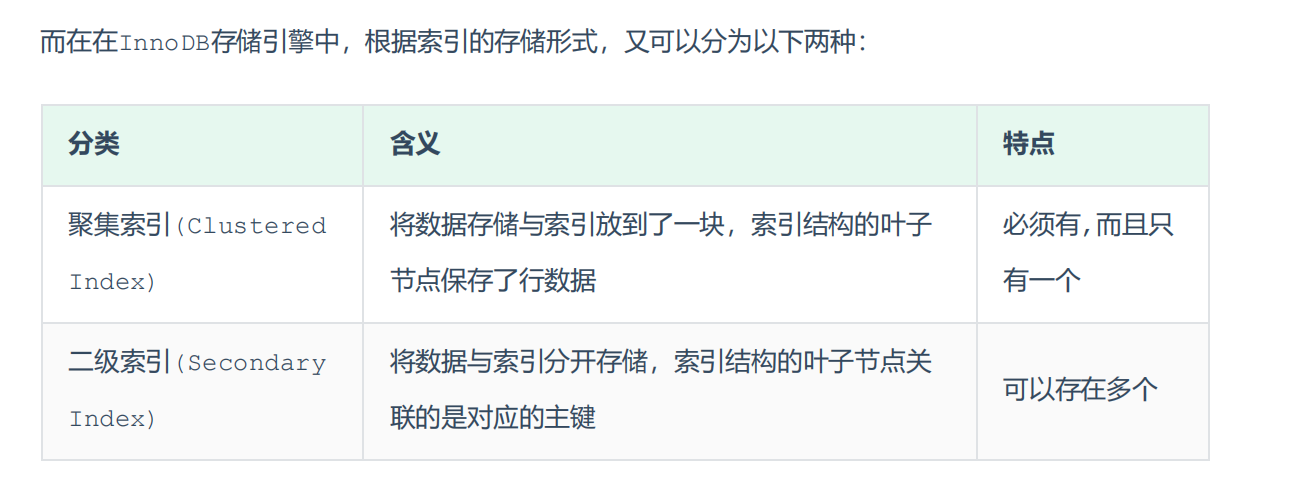 而在在InnoDB存储引擎中，根据索引的存储形式，又可以分为以下两种：
分类
含义
特点
聚集索引(Clustered
Index)
将数据存储与索引放到了一块，索引结构的叶子
节点保存了行数据
必须有,而且只
有一个
二级索引(Secondary
Index)
将数据与索引分开存储，索引结构的叶子节点关
联的是对应的主键
可以存在多个